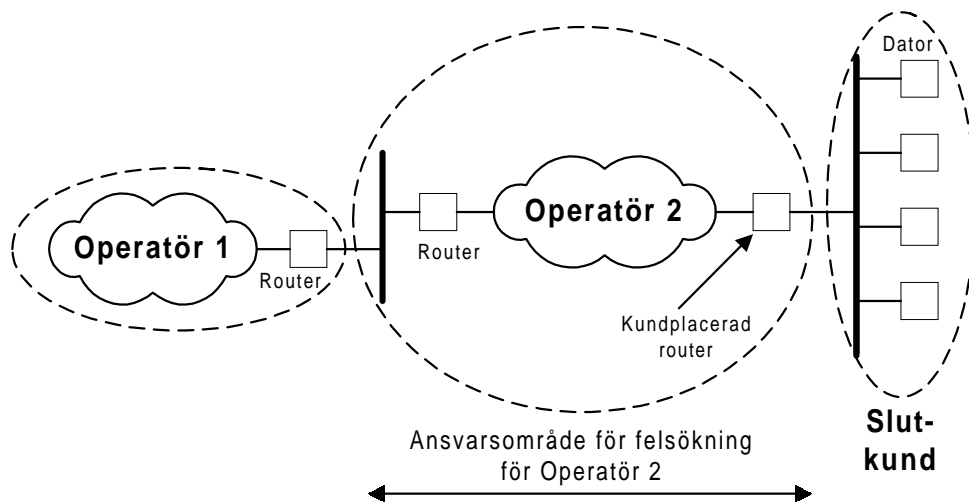 Dator
Operatör 1
Router
Router
Operatör 2
Kundplacerad
router
Slut-
kund
Ansvarsområde för felsökning
för Operatör 2